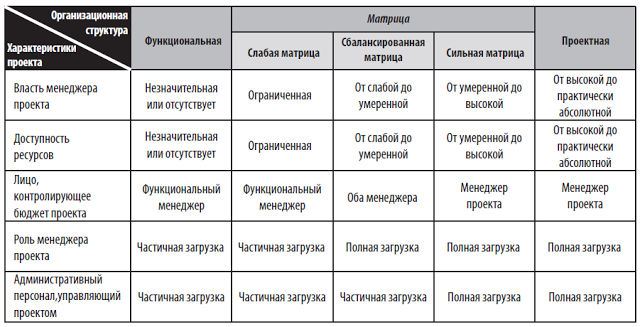 Организационная
структура
Характеристики
проекта
Функциональная
Матрица
Слабая матрица
Сбалансированная
матрица
Сильная матрица
Проектная
Власть менеджера
проекта
Незначительная
или отсутствует
Ограниченная
От слабой до
умеренной
От умеренной до
высокой
От высокой до
практически
абсолютной
Доступность
ресурсов
Незначительная
или отсутствует
Ограниченная
От слабой до
умеренной
От умеренной до
высокой
От высокой до
практически
абсолютной
Лицо,
контролирующее
бюджет проекта
Функциональный
менеджер
Функциональный
менеджер
Оба менеджера
Менеджер
проекта
Менеджер
проекта
Роль менеджера
проекта
Частичная загрузка
Частичная загрузка
Полная загрузка
Полная загрузка
Полная загрузка
Административный
персонал,управляющий
проектом
Частичная загрузка
Частичная загрузка
Частичная загрузка
Полная загрузка
Полная загрузка